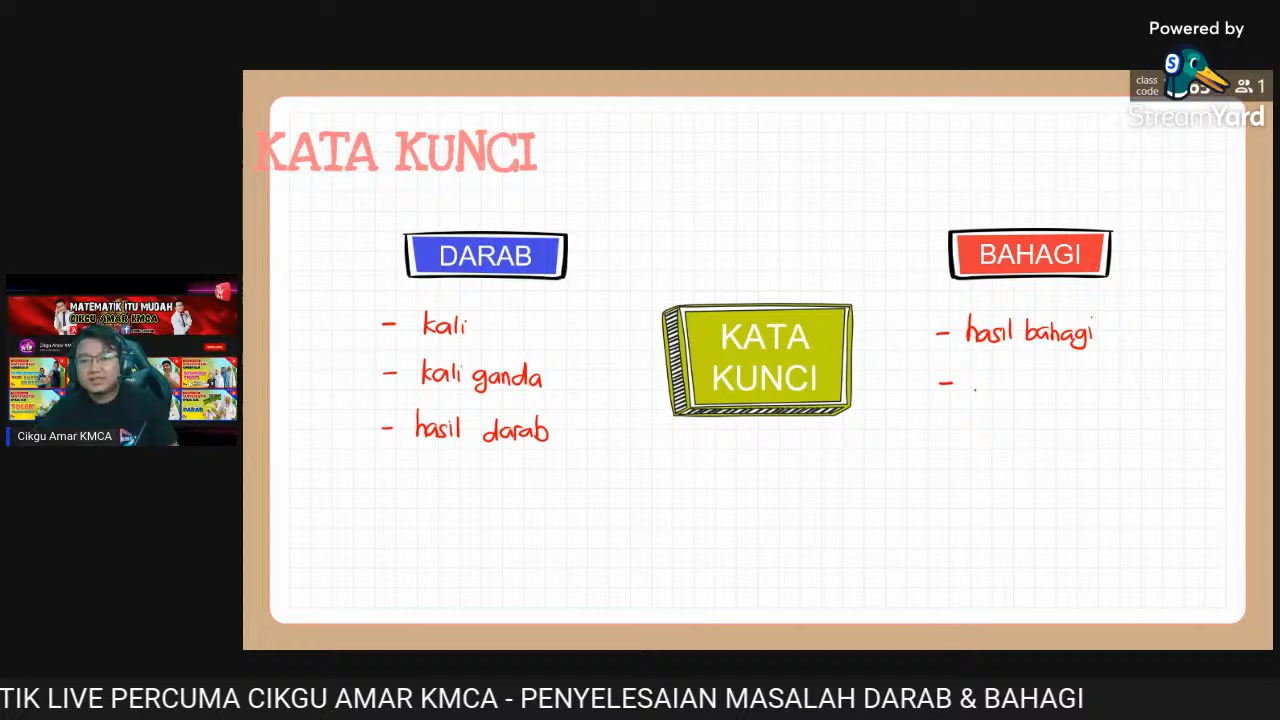 Powered by
class
code
1
StreamYard
KATA KUNCI
DARAB
BAHAGI
- kali
- kali ganda
- hasil darab
KATA
KUNCI
- hasil bahagi
-
MATEMATIK ITU MUDAH
CIKGU AMAR KMCA
Cikgu Amar KMCA
TIK LIVE PERCUMA CIKGU AMAR KMCA - PENYELESAIAN MASALAH DARAB & BAHAGI